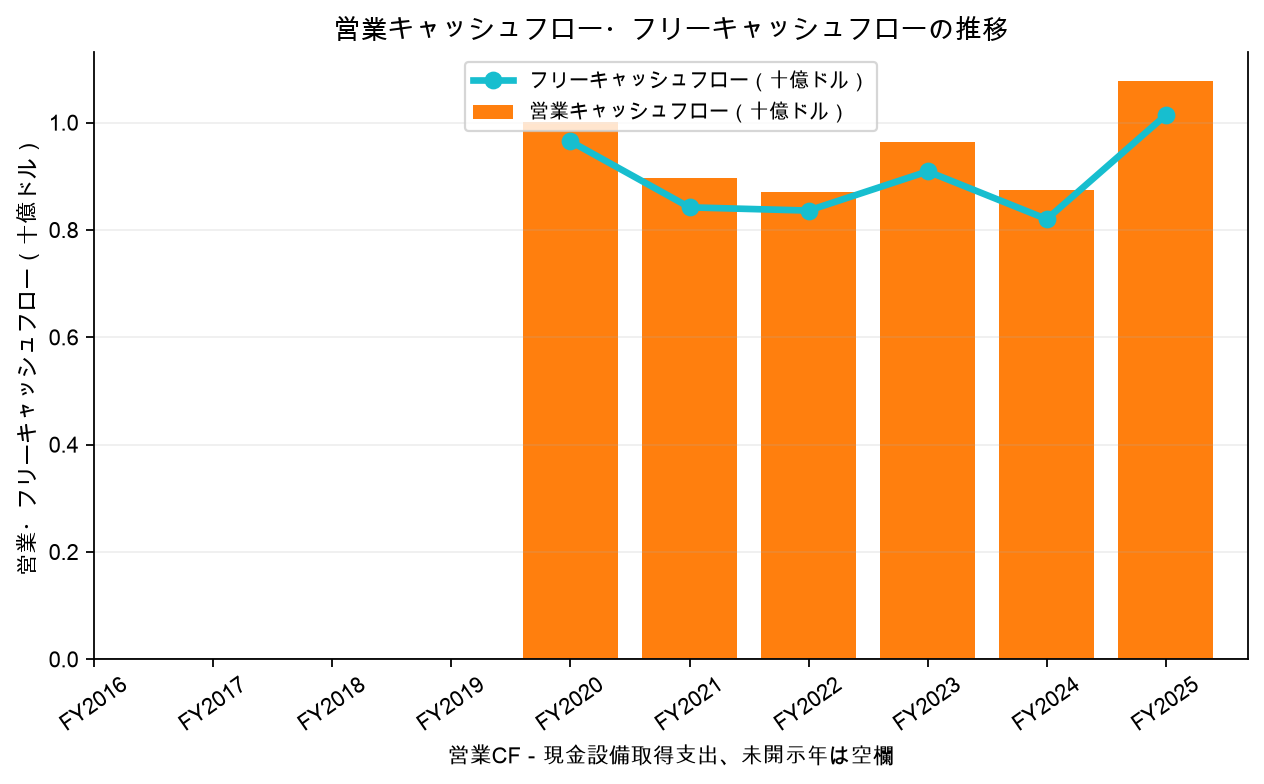 営業キャッシュフロー・フリーキャッシュフローの推移
フリーキャッシュフロー（十億ドル）
営業キャッシュフロー（十億ドル）
営業・フリーキャッシュフロー（十億ドル）
1.0
0.8
0.6
0.4
0.2
0.0
FY2016
FY2017
FY2018
FY2019
FY2020
FY2021
FY2022
FY2023
FY2024
FY2025
営業CF - 現金設備取得支出、未開示年は空欄